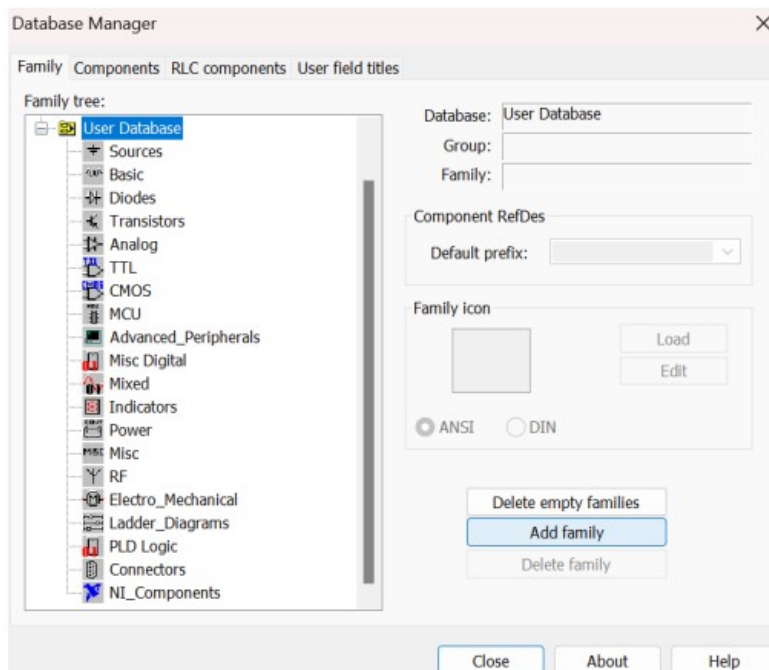 Database Manager
Family Components RLC components User field titles
Family tree:
User Database
Sources
Basic
Diodes
Transistors
Analog
TTL
CMOS
MCU
Advanced_Peripherals
Misc Digital
Mixed
Indicators
Power
Misc
RF
Electro_Mechanical
Ladder_Diagrams
PLD Logic
Connectors
NI_Components
Database: User Database
Group:
Family:
Component RefDes
Default prefix:
Family icon
Load
Edit
ANSI DIN
Delete empty families
Add family
Delete family
Close About Help